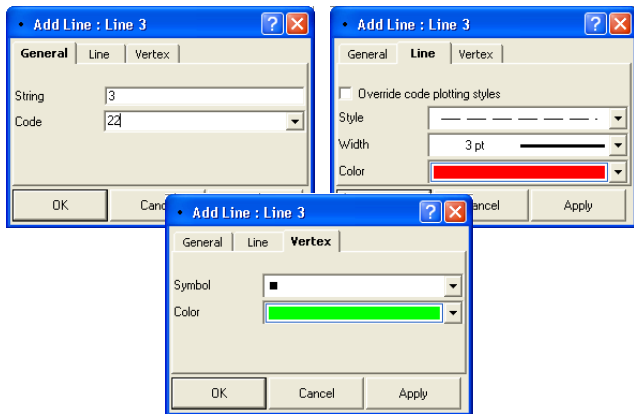 Add Line : Line 3
General Line Vertex
String 3
Code 22
OK
Add Line : Line 3
General Line Vertex
Override code plotting styles
Style
Width 3 pt
Color
ancel Apply
Add Line : Line 3
General Line Vertex
Symbol
Color
OK Cancel Apply